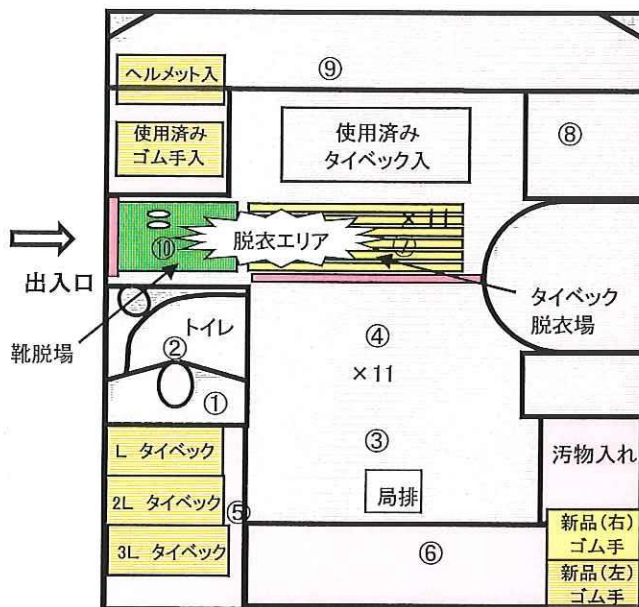 ⑨
ヘルメット入
使用済み
ゴム手入
使用済み
タイベック入
⑧
×11
⑩
脱衣エリア
⑦
出入口
靴脱場
トイレ
②
①
タイベック
脱衣場
④
×11
③
局排
L タイベック
2L タイベック
3L タイベック
⑤
⑥
汚物入れ
新品(右)
ゴム手
新品(左)
ゴム手